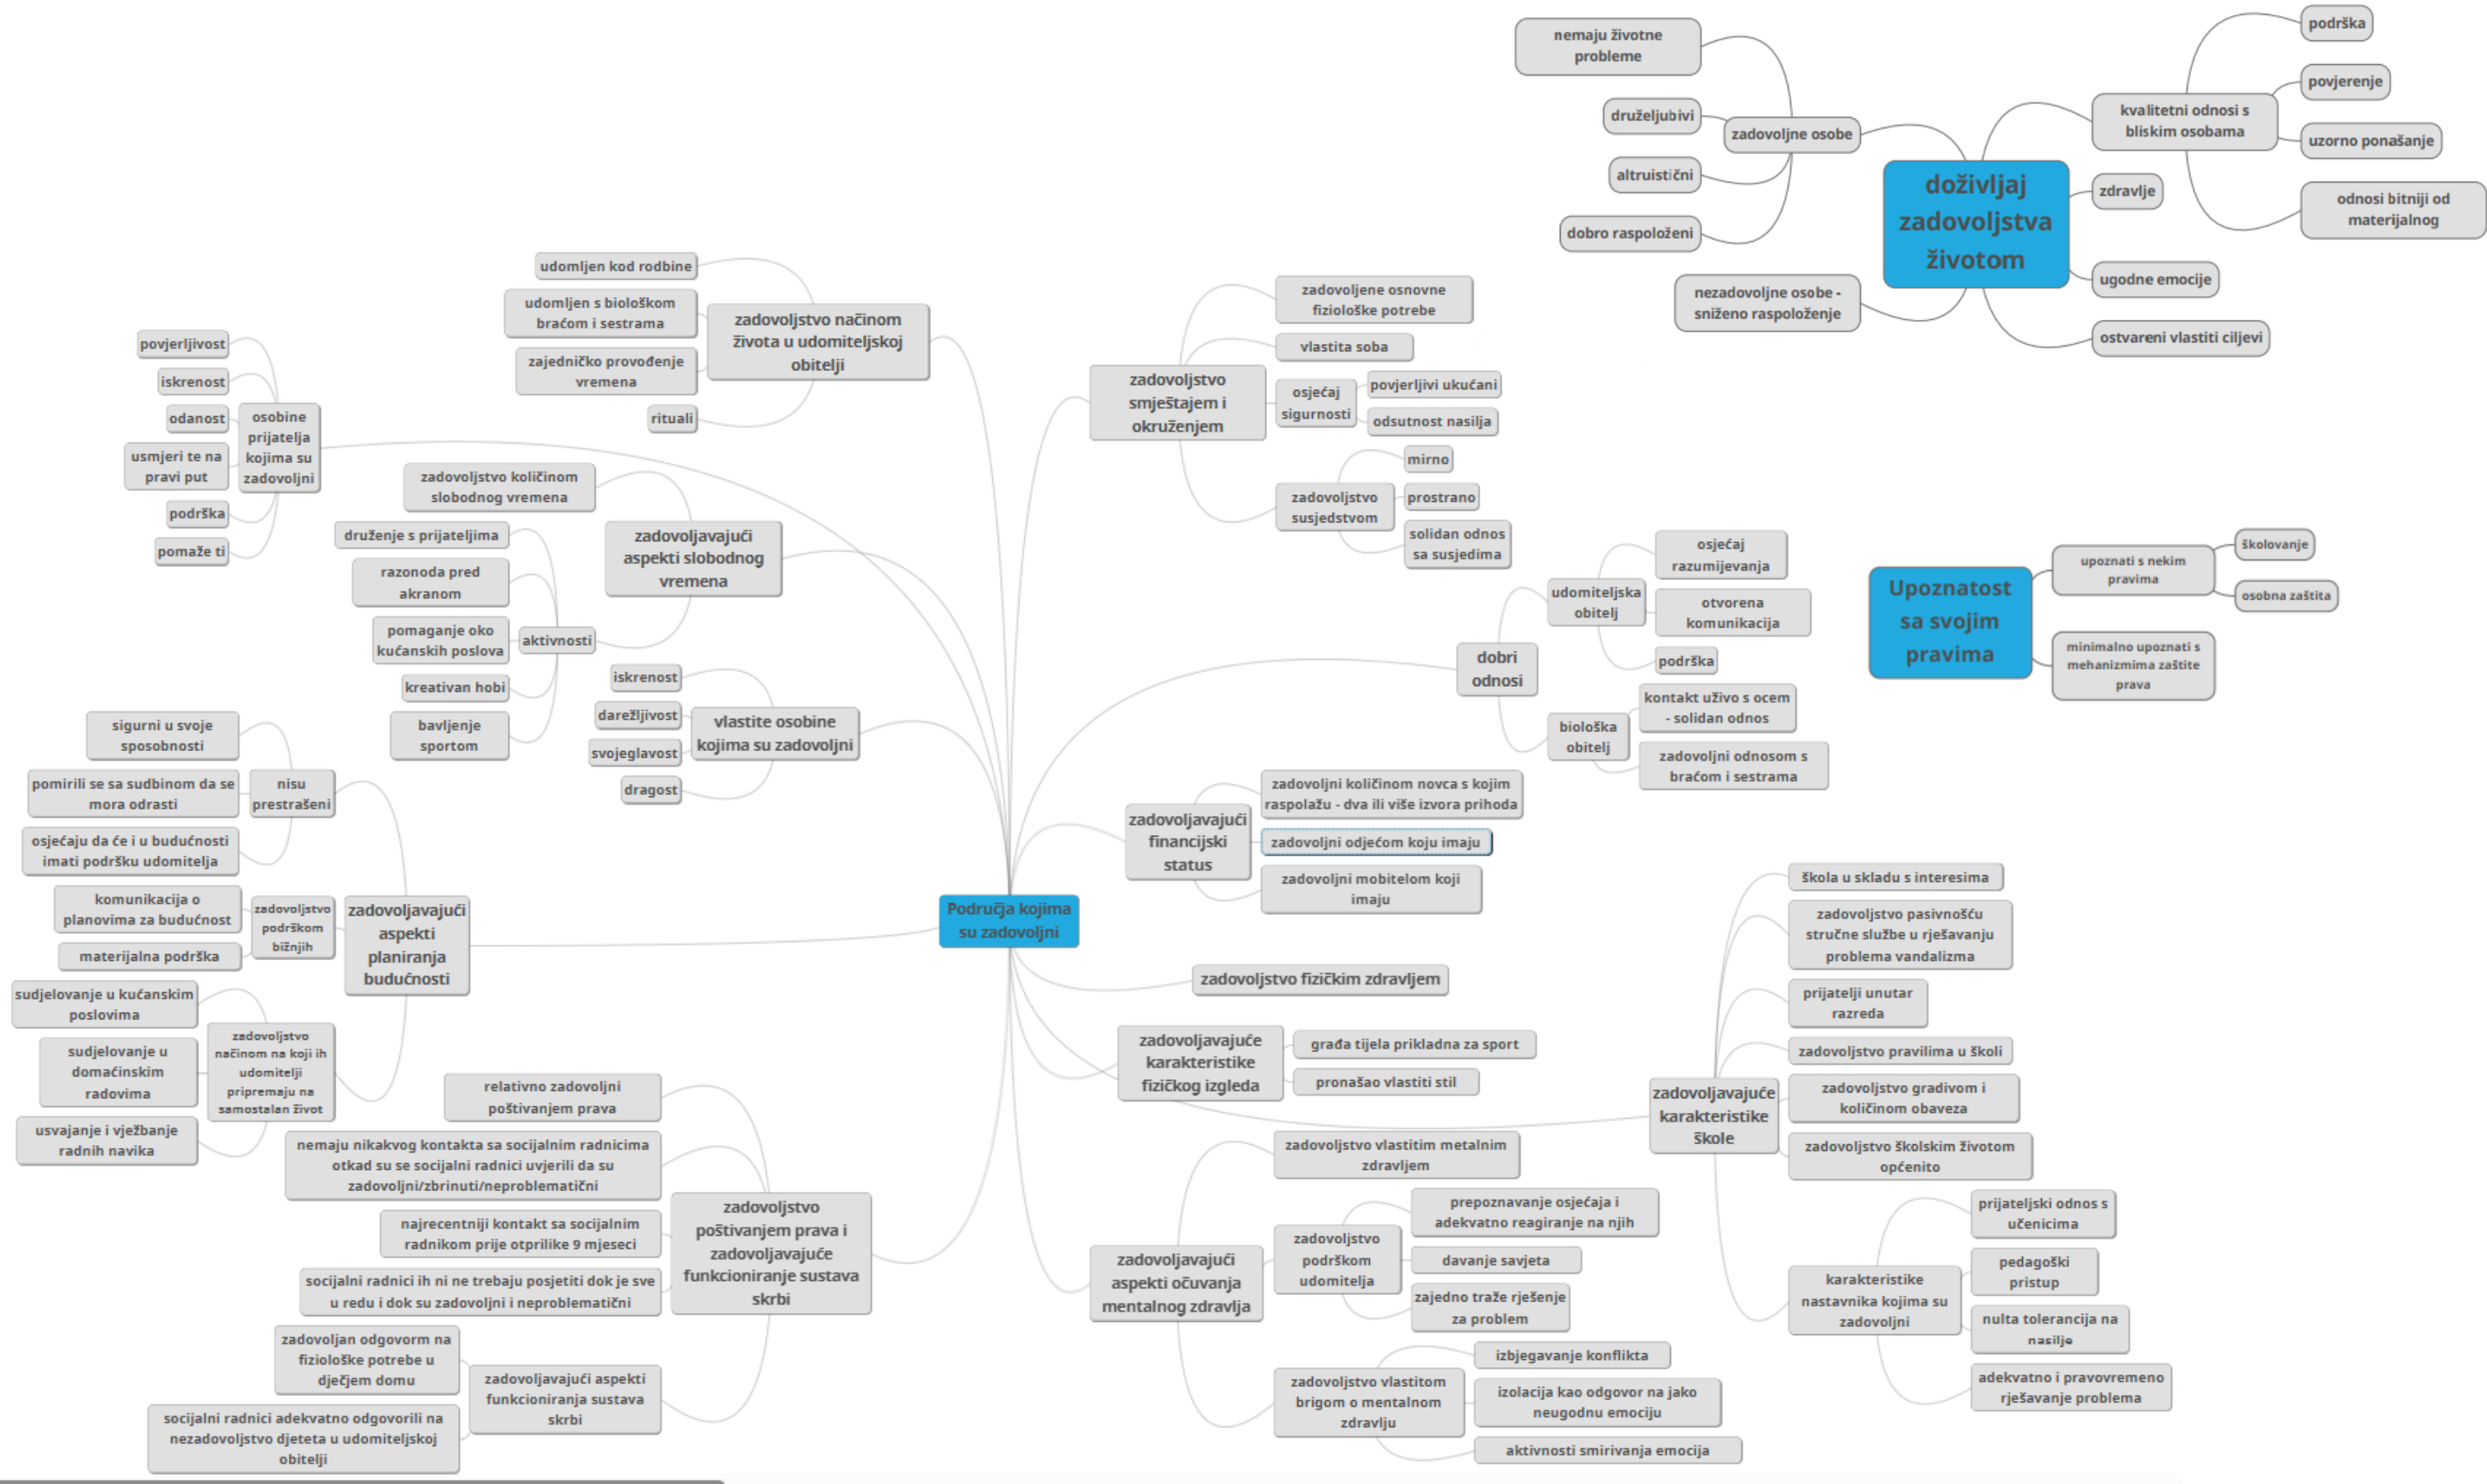 nemaju životne
probleme
druželjubivi
altruistični
dobro raspoloženi
zadovoljne osobe
nezadovoljne osobe -
sniženo raspoloženje
doživljaj
zadovoljstva
životom
kvalitetni odnosi s
bliskim osobama
podrška
povjerenje
uzorno ponašanje
odnosi bitniji od
materijalnog
zdravlje
ugodne emocije
ostvareni vlastiti ciljevi
Upoznatost
sa svojim
pravima
upoznati s nekim
pravima
školovanje
osobna zaštita
minimalno upoznati s
mehanizmima zaštite
prava
Područja kojima
su zadovoljni
udomljen kod rodbine
udomljen s biološkom
braćom i sestrama
zajedničko provođenje
vremena
rituali
zadovoljstvo načinom
života u udomiteljskoj
obitelji
povjerljivost
iskrenost
odanost
usmjeri te na
pravi put
podrška
pomaže ti
osobine
prijatelja
kojima su
zadovoljni
zadovoljstvo količinom
slobodnog vremena
druženje s prijateljima
razonoda pred
akranom
pomaganje oko
kućanskih poslova
kreativan hobi
bavljenje
sportom
aktivnosti
zadovoljavajući
aspekti slobodnog
vremena
iskrenost
darežljivost
svojeglavost
dragost
vlastite osobine
kojima su zadovoljni
sigurni u svoje
sposobnosti
pomirili se sa sudbinom da se
mora odrasti
osjećaju da će i u budućnosti
imati podršku udomitelja
nisu
prestrašeni
komunikacija o
planovima za budućnost
materijalna podrška
zadovoljstvo
podrškom
bižnjih
sudjelovanje u kućanskim
poslovima
sudjelovanje u
domaćinskim
radovima
usvajanje i vježbanje
radnih navika
zadovoljstvo
načinom na koji ih
udomitelji
pripremaju na
samostalan život
zadovoljavajući
aspekti
planiranja
budućnosti
relativno zadovoljni
poštivanjem prava
nemaju nikakvog kontakta sa socijalnim radnicima
otkad su se socijalni radnici uvjerili da su
zadovoljni/zbrinuti/neproblematični
najrecentniji kontakt sa socijalnim
radnikom prije otprilike 9 mjeseci
socijalni radnici ih ni ne trebaju posjetiti dok je sve
u redu i dok su zadovoljni i neproblematični
zadovoljan odgovorm na
fiziološke potrebe u
dječjem domu
socijalni radnici adekvatno odgovorili na
nezadovoljstvo djeteta u udomiteljskoj
obitelji
zadovoljavajući aspekti
funkcioniranja sustava
skrbi
zadovoljstvo
poštivanjem prava i
zadovoljavajuće
funkcioniranje sustava
skrbi
zadovoljstvo
smještajem i
okruženjem
zadovoljene osnovne
fiziološke potrebe
vlastita soba
osjećaj
sigurnosti
povjerljivi ukućani
odsutnost nasilja
zadovoljstvo
susjedstvom
mirno
prostrano
solidan odnos
sa susjedima
dobri
odnosi
udomiteljska
obitelj
osjećaj
razumijevanja
otvorena
komunikacija
podrška
biološka
obitelj
kontakt uživo s ocem
- solidan odnos
zadovoljni odnosom s
braćom i sestrama
zadovoljavajući
financijski
status
zadovoljni količinom novca s kojim
raspolažu - dva ili više izvora prihoda
zadovoljni odjećom koju imaju
zadovoljni mobitelom koji
imaju
zadovoljstvo fizičkim zdravljem
zadovoljavajuće
karakteristike
fizičkog izgleda
građa tijela prikladna za sport
pronašao vlastiti stil
zadovoljavajuće
karakteristike
škole
škola u skladu s interesima
zadovoljstvo pasivnošću
stručne službe u rješavanju
problema vandalizma
prijatelji unutar
razreda
zadovoljstvo pravilima u školi
zadovoljstvo gradivom i
količinom obaveza
zadovoljstvo školskim životom
općenito
karakteristike
nastavnika kojima su
zadovoljni
prijateljski odnos s
učenicima
pedagoški
pristup
nulta tolerancija na
nasilje
adekvatno i pravovremeno
rješavanje problema
zadovoljavajući
aspekti očuvanja
mentalnog zdravlja
zadovoljstvo vlastitim metalnim
zdravljem
zadovoljstvo
podrškom
udomitelja
prepoznavanje osjećaja i
adekvatno reagiranje na njih
davanje savjeta
zajedno traže rješenje
za problem
zadovoljstvo vlastitom
brigom o mentalnom
zdravlju
izbjegavanje konflikta
izolacija kao odgovor na jako
neugodnu emociju
aktivnosti smirivanja emocija